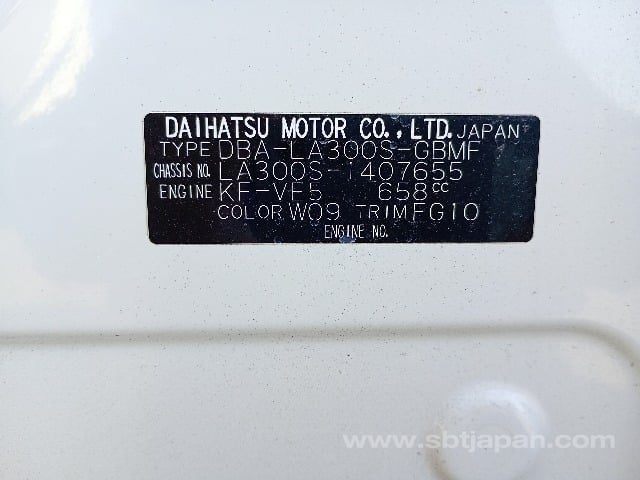 DAIHATSU MOTOR CO., LTD. JAPAN
TYPE DBA-LA300S-GBMF
CHASSIS NO. LA300S-1407655
ENGINE KF-VE5 658cc
COLOR W09 TRIM FG10
ENGINE NO.
www.sbtjapan.com